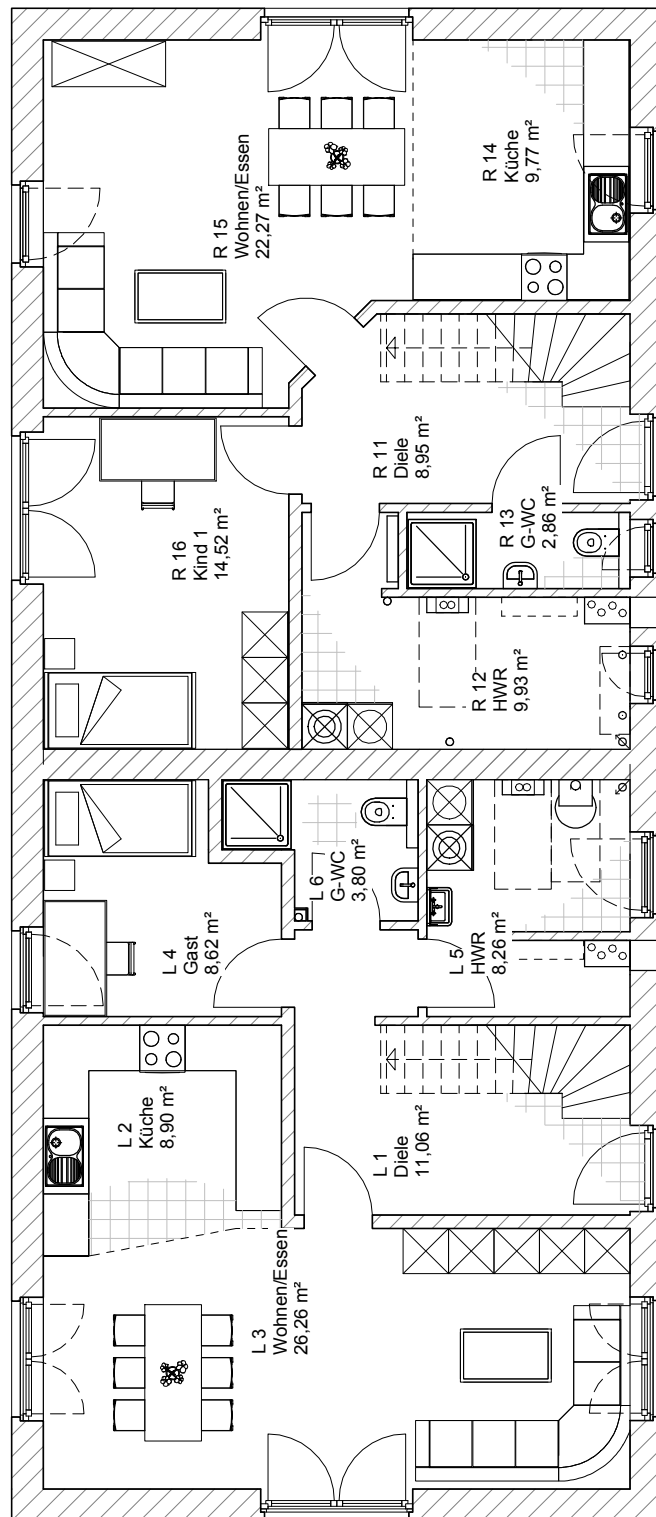 R 15
Wohnen/Essen
22,27 m²
R 14
Küche
9,77 m²
R 16
Kind 1
14,52 m²
R 11
Diele
8,95 m²
R 13
G-WC
2,86 m²
R 12
HWR
9,93 m²
L 4
Gast
8,62 m²
L 6
G-WC
3,80 m²
L 5
HWR
8,26 m²
L 2
Küche
8,90 m²
L 1
Diele
11,06 m²
L 3
Wohnen/Essen
26,26 m²